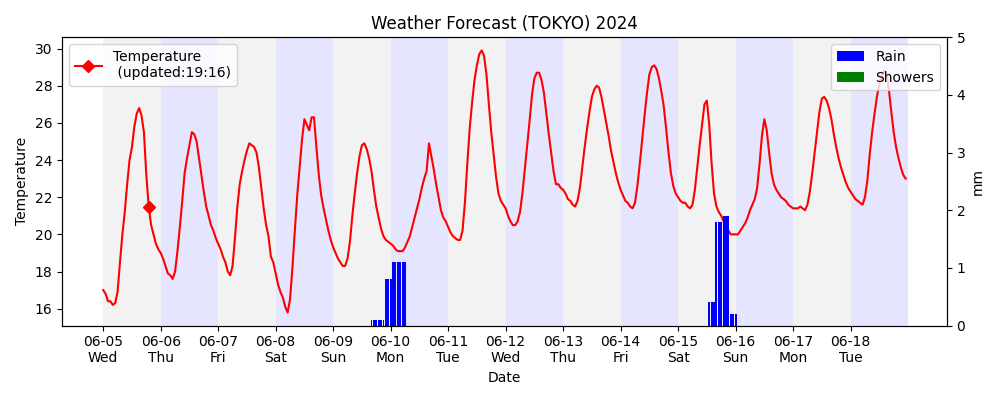 Weather Forecast (TOKYO) 2024
Temperature
(updated:19:16)
Rain
Showers
Temperature
30
28
26
24
22
20
18
16
5
4
3
2
1
0
mm
06-05 06-06 06-07 06-08 06-09 06-10 06-11 06-12 06-13 06-14 06-15 06-16 06-17 06-18
Wed Thu Fri Sat Sun Mon Tue Wed Thu Fri Sat Sun Mon Tue
Date